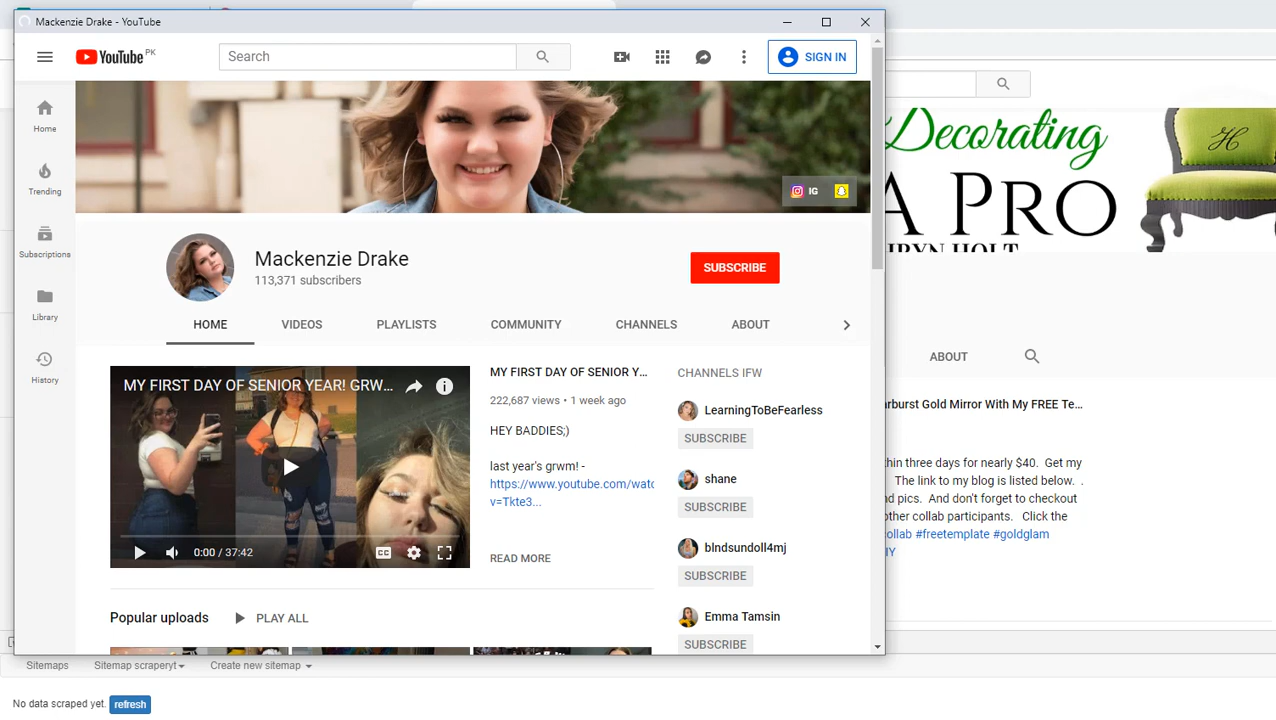 Mackenzie Drake - YouTube
YouTube PK
Search
SIGN IN
Home
Trending
Subscriptions
Library
History
IG
Mackenzie Drake
113,371 subscribers
SUBSCRIBE
HOME VIDEOS PLAYLISTS COMMUNITY CHANNELS ABOUT
MY FIRST DAY OF SENIOR YEAR! GRW...
0:00 / 37:42
CC
MY FIRST DAY OF SENIOR Y...
222,687 views • 1 week ago
HEY BADDIES;)
last year's grwm! -
https://www.youtube.com/watc
v=Tkte3...
READ MORE
CHANNELS IFW
LearningToBeFearless
SUBSCRIBE
shane
SUBSCRIBE
blndsundoll4mj
SUBSCRIBE
Emma Tamsin
SUBSCRIBE
Popular uploads PLAY ALL
Decorating
H
A PRO
HOLT
ABOUT
Gold Mirror With My FREE Te...
three days for nearly $40. Get my
The link to my blog is listed below. .
pics. And don't forget to checkout
other collab participants. Click the
#freetemplate #goldglam
Sitemaps Sitemap scraperyt Create new sitemap
No data scraped yet. refresh